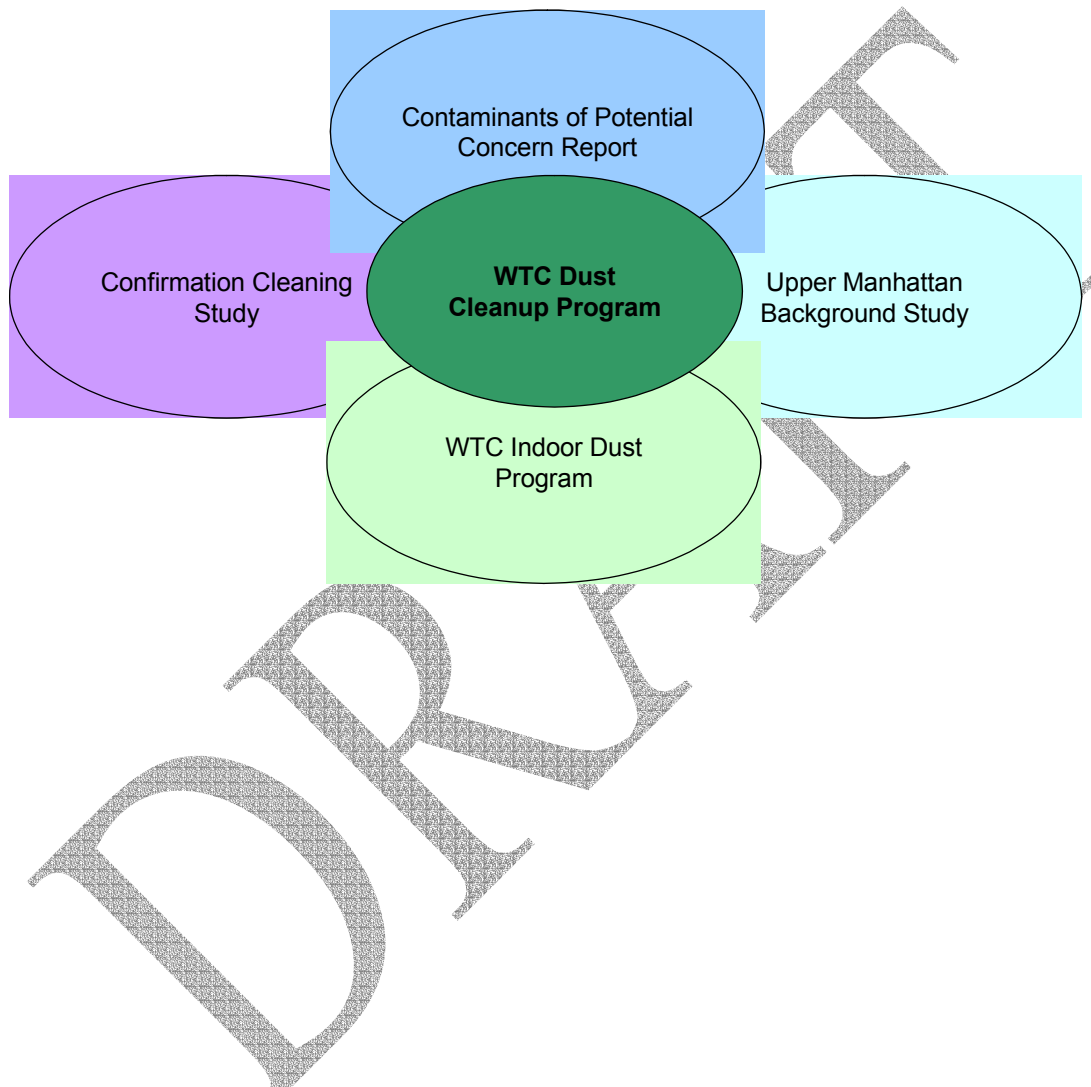 Contaminants of Potential
Concern Report
Confirmation Cleaning
Study
WTC Dust
Cleanup Program
Upper Manhattan
Background Study
WTC Indoor Dust
Program
DRAFT